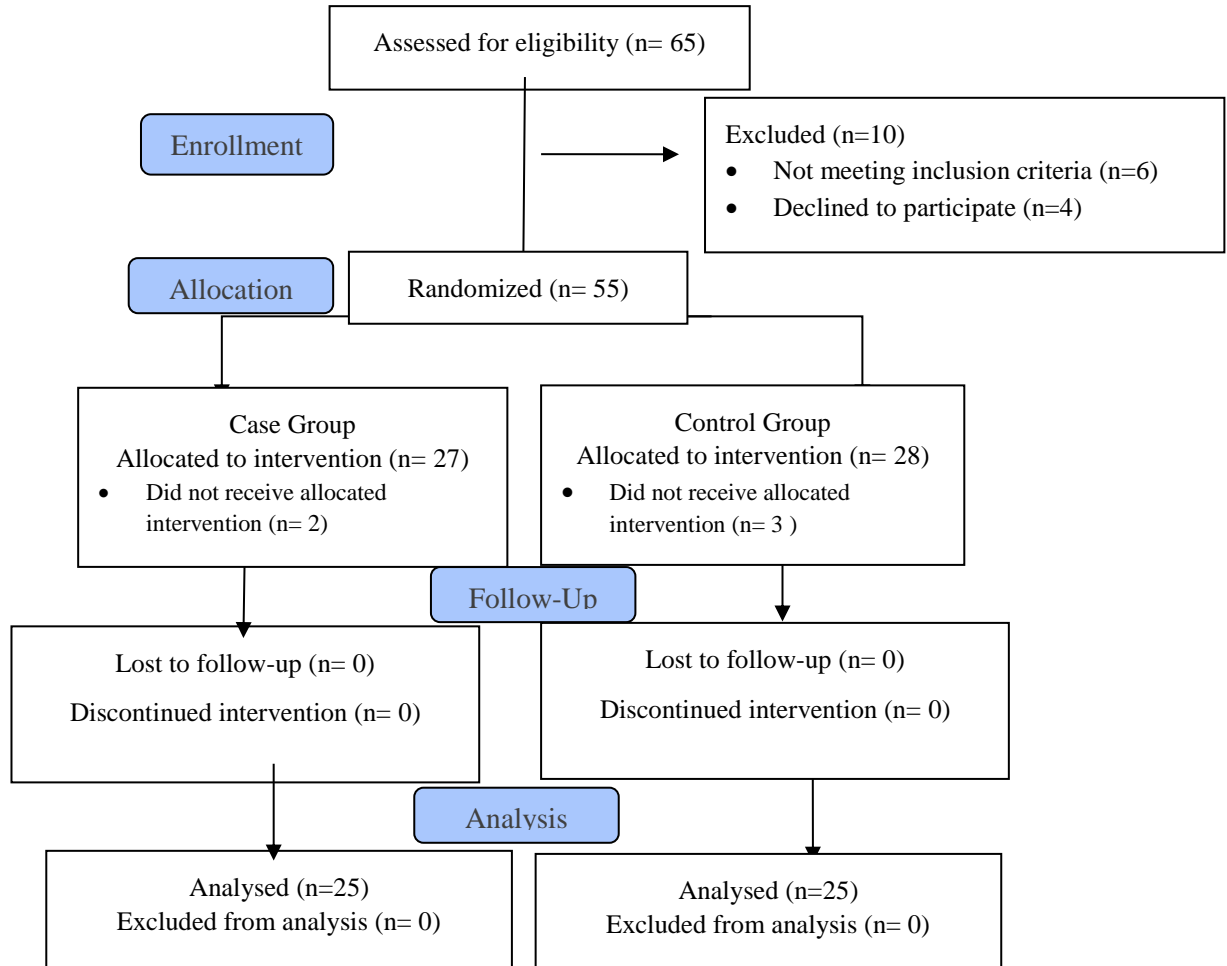 Assessed for eligibility (n= 65)
Enrollment
Excluded (n=10)
• Not meeting inclusion criteria (n=6)
• Declined to participate (n=4)
Allocation
Randomized (n= 55)
Case Group
Allocated to intervention (n= 27)
• Did not receive allocated
intervention (n= 2)
Control Group
Allocated to intervention (n= 28)
• Did not receive allocated
intervention (n= 3 )
Follow-Up
Lost to follow-up (n= 0)
Discontinued intervention (n= 0)
Lost to follow-up (n= 0)
Discontinued intervention (n= 0)
Analysis
Analysed (n=25)
Excluded from analysis (n= 0)
Analysed (n=25)
Excluded from analysis (n= 0)